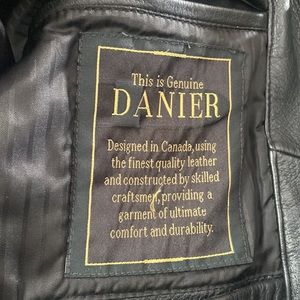 This is Genuine
DANIER
Designed in Canada, using
the finest quality leather
and constructed by skilled
craftsmen, providing a
garment of ultimate
comfort and durability.